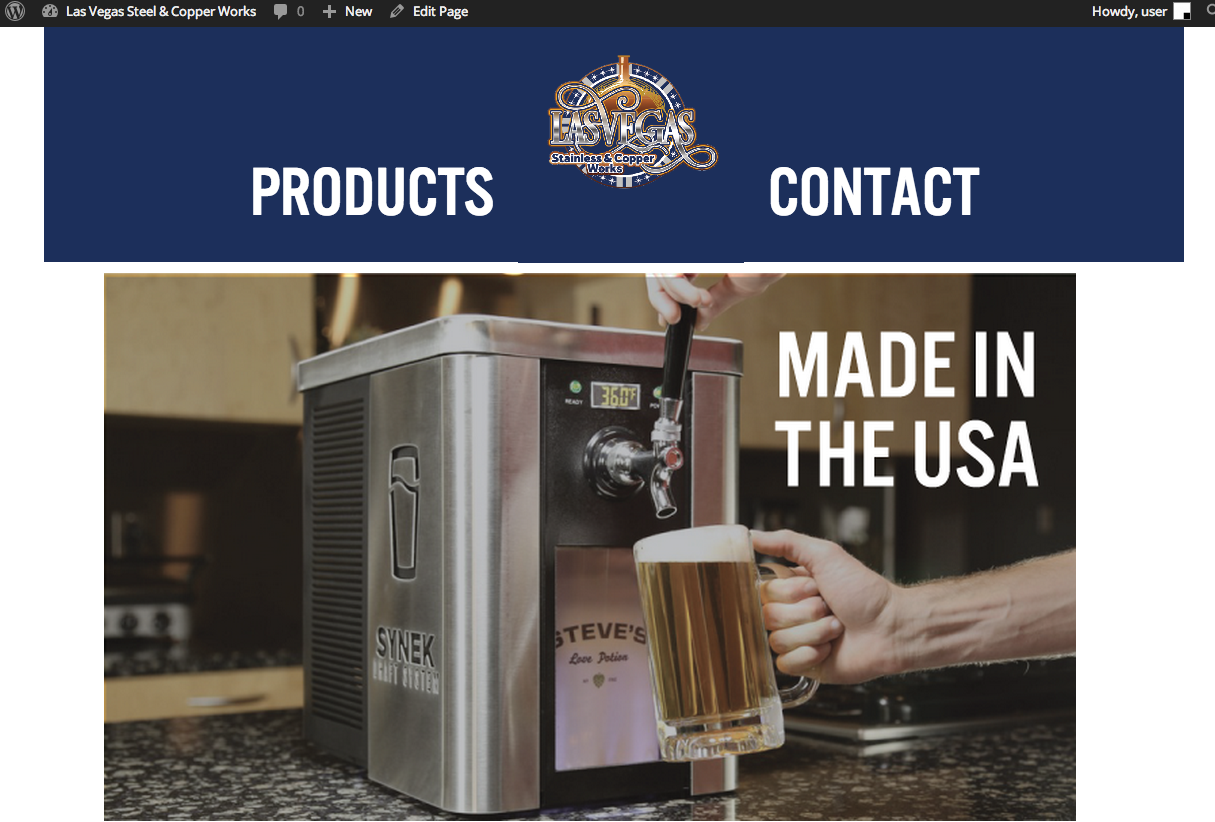 Las Vegas Steel & Copper Works 0 New Edit Page Howdy, user
LAS VEGAS
Stainless & Copper
Works
PRODUCTS CONTACT
MADE IN
THE USA
READY 36.0°F
SYNEK
DRAFT SYSTEM
STEVE'S
Love Potion